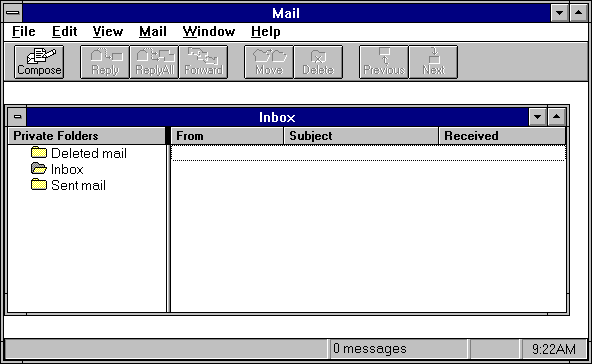 Mail
File Edit View Mail Window Help
Compose Reply ReplyAll Forward Move Delete Previous Next
Inbox
Private Folders From Subject Received
Deleted mail
Inbox
Sent mail
0 messages 9:22AM